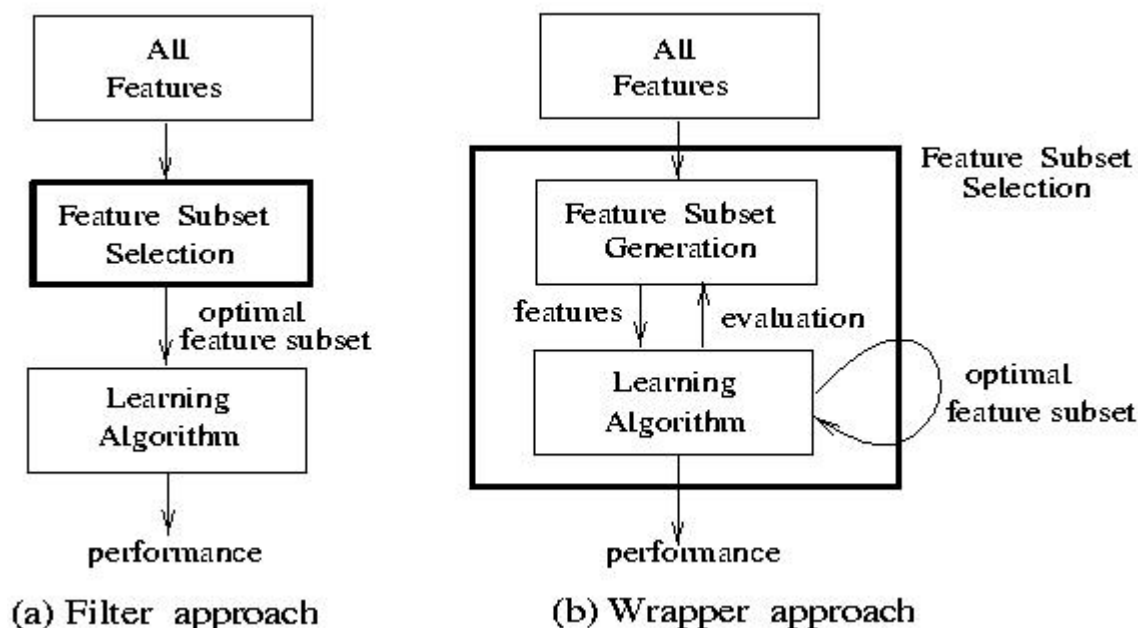 All
Features
Feature Subset
Selection
optimal
feature subset
Learning
Algorithm
performance
(a) Filter approach
All
Features
Feature Subset
Selection
Feature Subset
Generation
features
evaluation
Learning
Algorithm
optimal
feature subset
performance
(b) Wrapper approach